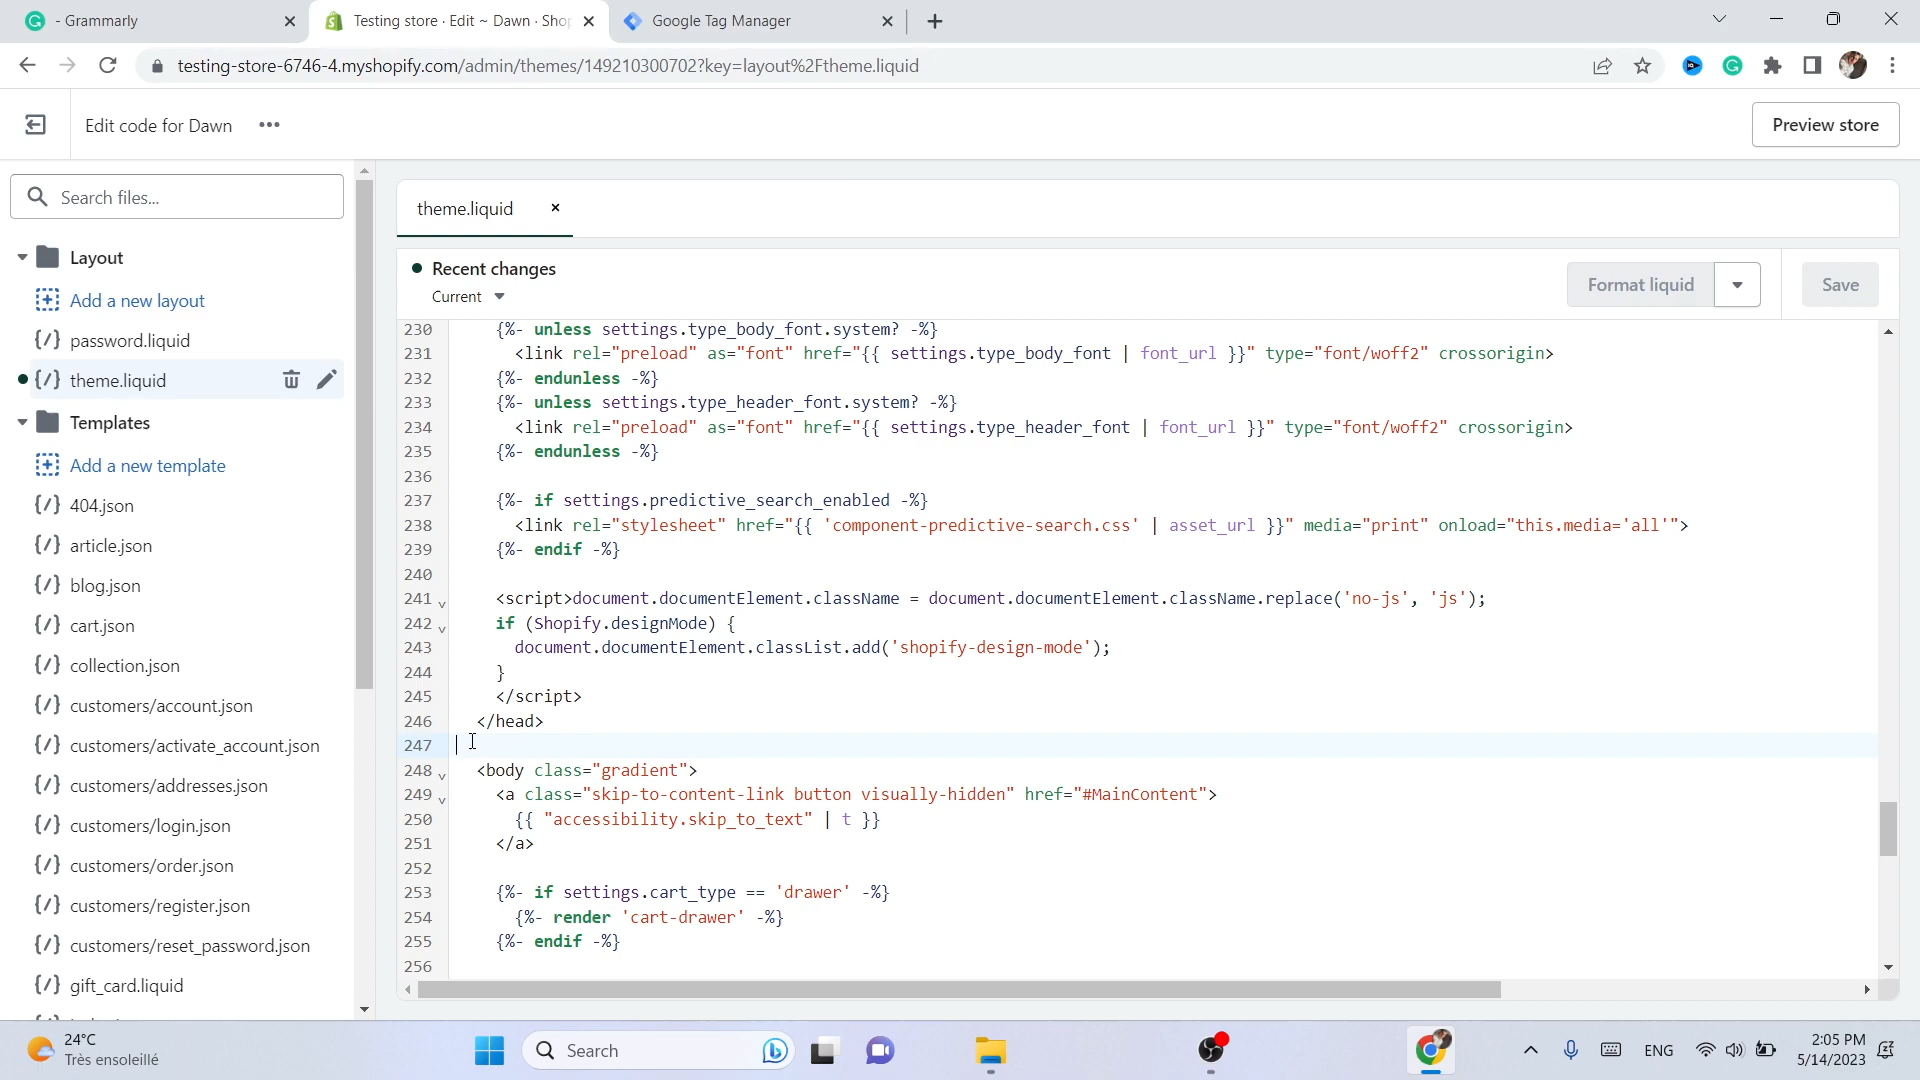 - Grammarly
Testing store · Edit ~ Dawn · Shop
Google Tag Manager
testing-store-6746-4.myshopify.com/admin/themes/149210300702?key=layout%2Ftheme.liquid
Edit code for Dawn
Preview store
Search files...
theme.liquid
Layout
Recent changes
Current
Format liquid
Save
Add a new layout
password.liquid
theme.liquid
Templates
Add a new template
404.json
article.json
blog.json
cart.json
collection.json
customers/account.json
customers/activate_account.json
customers/addresses.json
customers/login.json
customers/order.json
customers/register.json
customers/reset_password.json
gift_card.liquid
230 {%- unless settings.type_body_font.system? -%}
231 <link rel="preload" as="font" href="{{ settings.type_body_font | font_url }}" type="font/woff2" crossorigin>
232 {%- endunless -%}
233 {%- unless settings.type_header_font.system? -%}
234 <link rel="preload" as="font" href="{{ settings.type_header_font | font_url }}" type="font/woff2" crossorigin>
235 {%- endunless -%}
236
237 {%- if settings.predictive_search_enabled -%}
238 <link rel="stylesheet" href="{{ 'component-predictive-search.css' | asset_url }}" media="print" onload="this.media='all'">
239 {%- endif -%}
240
241 <script>document.documentElement.className = document.documentElement.className.replace('no-js', 'js');
242 if (Shopify.designMode) {
243 document.documentElement.classList.add('shopify-design-mode');
244 }
245 </script>
246 </head>
247
248 <body class="gradient">
249 <a class="skip-to-content-link button visually-hidden" href="#MainContent">
250 {{ "accessibility.skip_to_text" | t }}
251 </a>
252
253 {%- if settings.cart_type == 'drawer' -%}
254 {%- render 'cart-drawer' -%}
255 {%- endif -%}
256
24°C
Très ensoleillé
Search
ENG
2:05 PM
5/14/2023